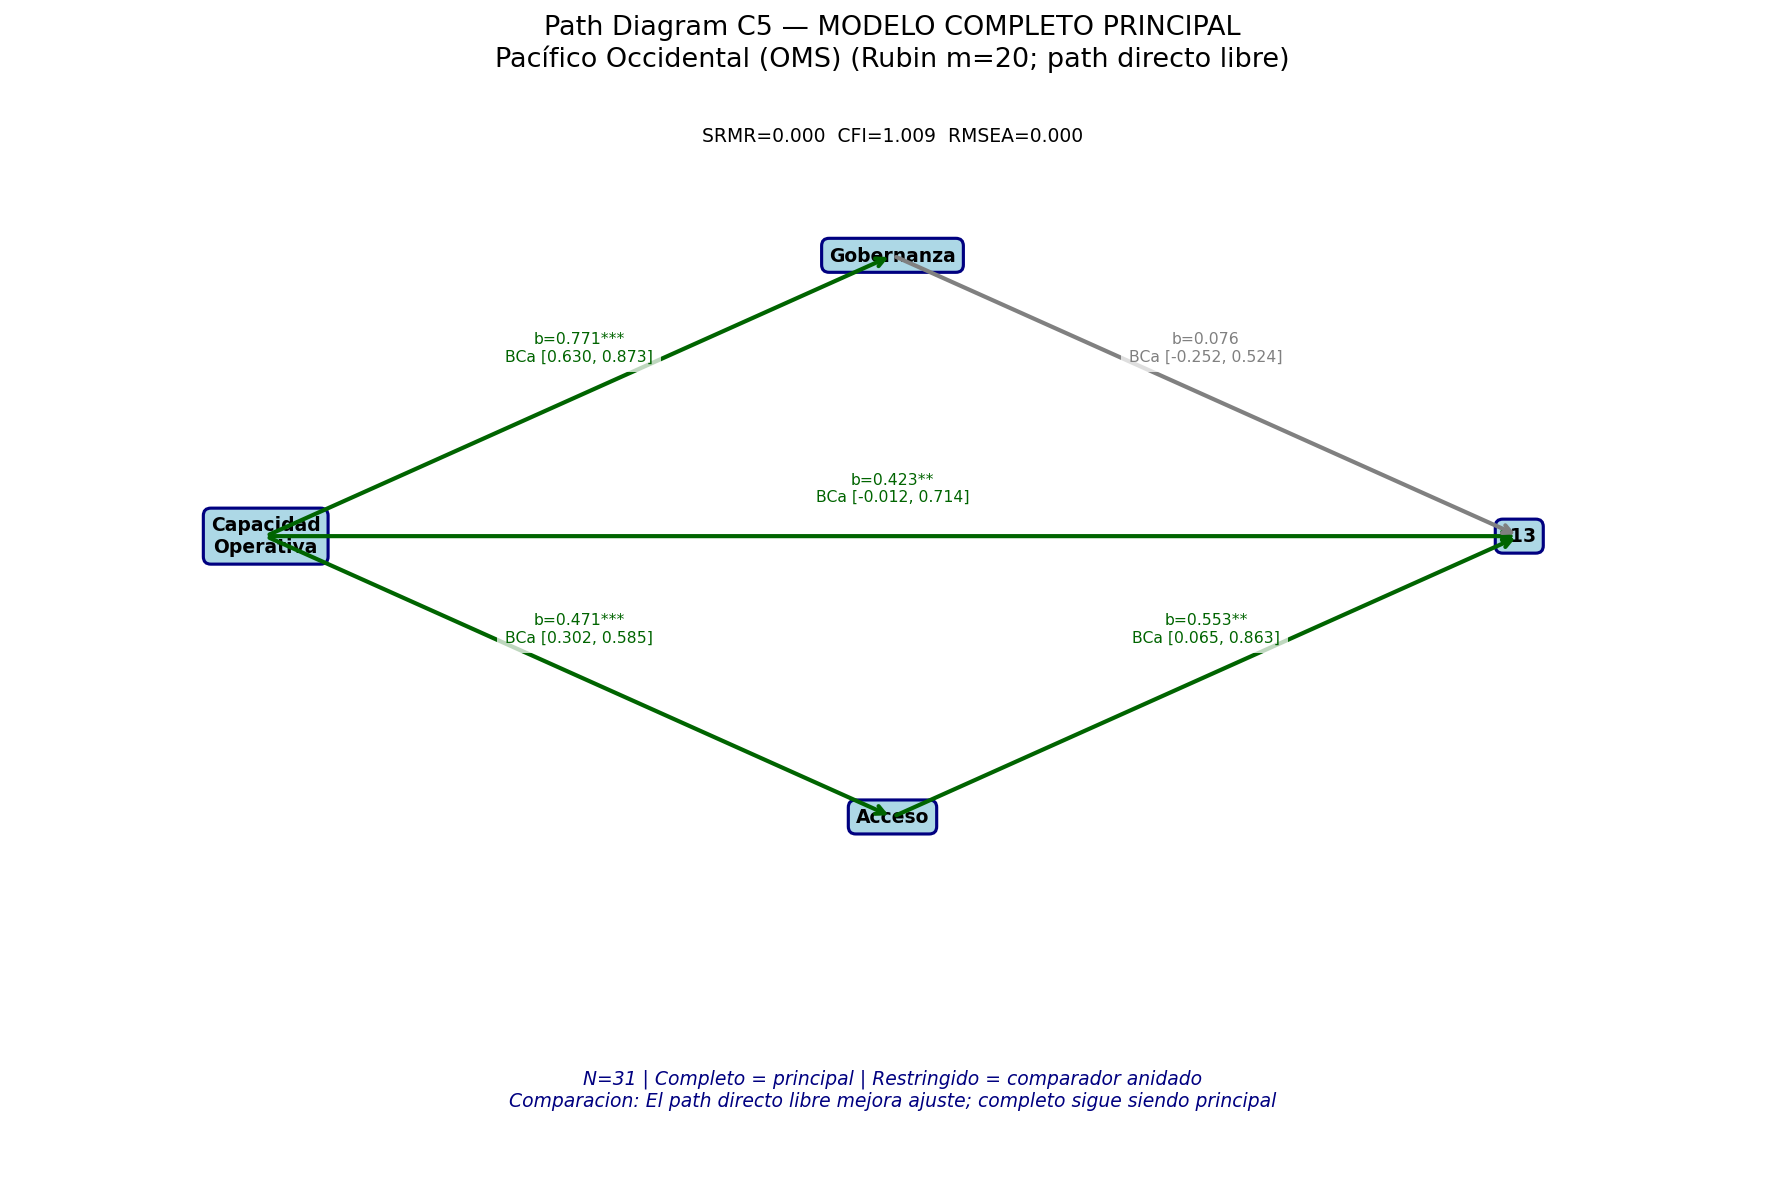 Path Diagram C5 — MODELO COMPLETO PRINCIPAL
Pacífico Occidental (OMS) (Rubin m=20; path directo libre)
SRMR=0.000 CFI=1.009 RMSEA=0.000
Gobernanza
b=0.771***
BCa [0.630, 0.873]
b=0.076
BCa [-0.252, 0.524]
b=0.423**
BCa [-0.012, 0.714]
Capacidad
Operativa
13
b=0.471***
BCa [0.302, 0.585]
b=0.553**
BCa [0.065, 0.863]
Acceso
N=31 | Completo = principal | Restringido = comparador anidado
Comparacion: El path directo libre mejora ajuste; completo sigue siendo principal